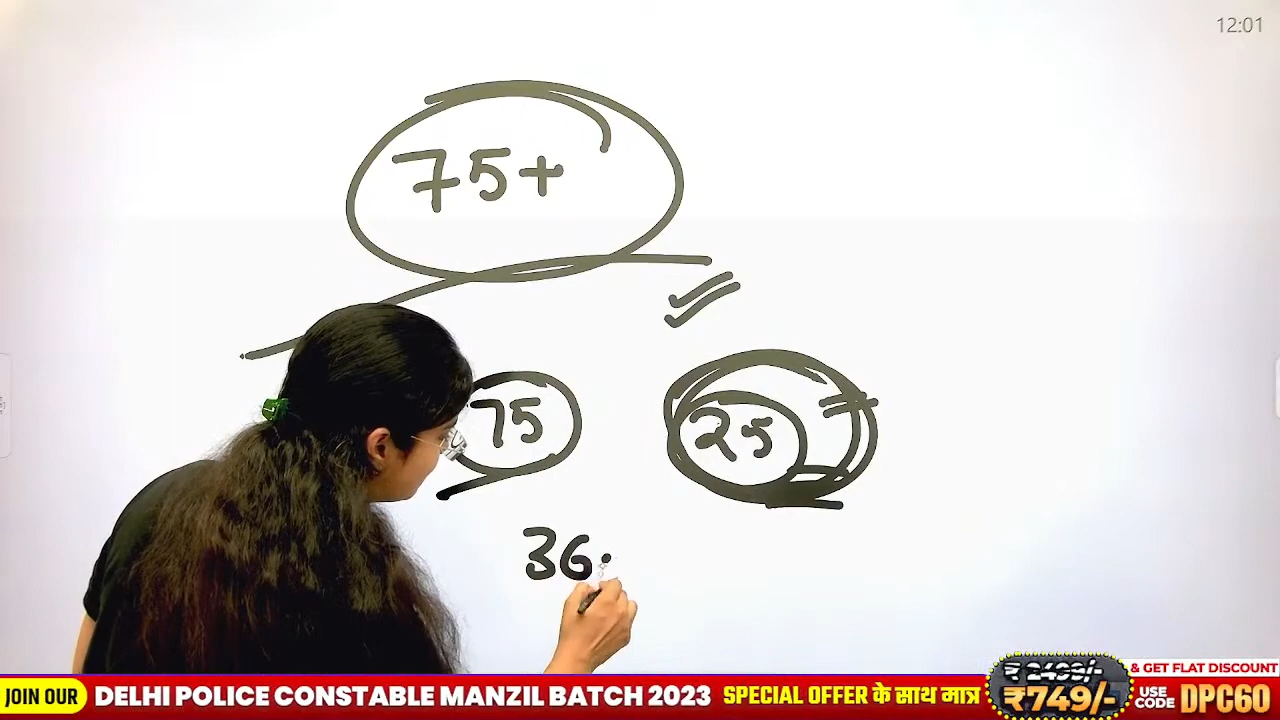 12:01
75+
75 25
36
₹ 2499/- & GET FLAT DISCOUNT
JOIN OUR DELHI POLICE CONSTABLE MANZIL BATCH 2023 SPECIAL OFFER के साथ मात्र ₹749/- USE CODE DPC60